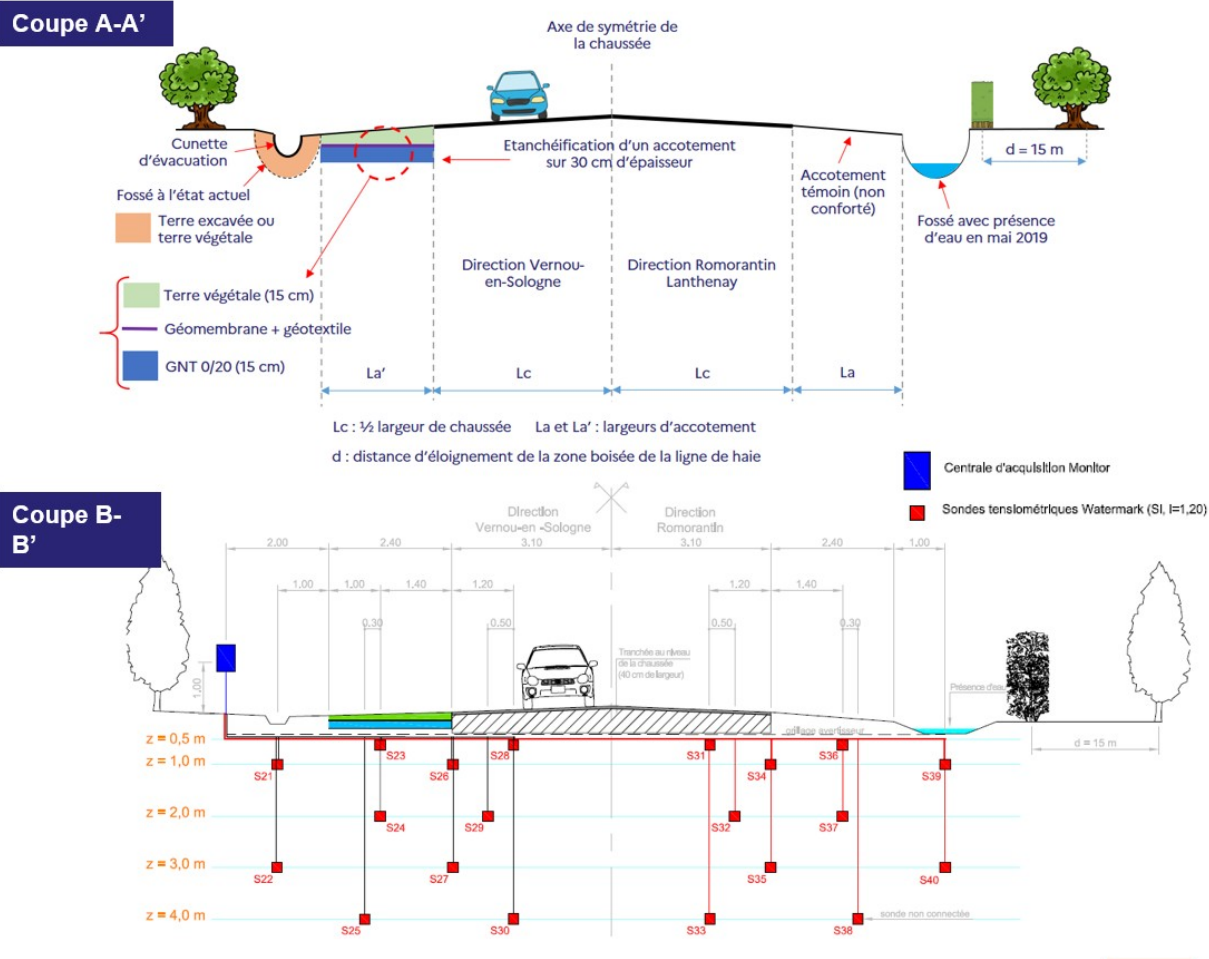 Coupe A-A’
Axe de symétrie de
la chaussée
Cunette
d’évacuation
Etanchéification d’un accotement
sur 30 cm d’épaisseur
d = 15 m
Fossé à l’état actuel
Accotement
témoin (non
conforté)
Terre excavée ou
terre végétale
Fossé avec présence
d’eau en mai 2019
Direction Vernou-
en-Sologne
Direction Romorantin
Lanthenay
Terre végétale (15 cm)
Géomembrane + géotextile
GNT 0/20 (15 cm)
La’
Lc
Lc
La
Lc : ½ largeur de chaussée La et La’ : largeurs d’accotement
d : distance d’éloignement de la zone boisée de la ligne de haie
Centrale d'acquisition Monitor
Sondes tensiométriques Watermark (SI, I=1,20)
Coupe B-
B’
Direction
Vernou-en -Sologne
Direction
Romorantin
2.00
2.40
3.10
3.10
2.40
1.00
1.00
1.00
1.40
1.20
1.20
1.40
0.30
0.50
0.50
0.30
Tranchée au niveau
de la chaussée
(40 cm de largeur)
1.00
Présence d'eau
grillage avertisseur
d = 15 m
z = 0,5 m
z = 1,0 m
z = 2,0 m
z = 3,0 m
z = 4,0 m
S23
S28
S31
S36
S21
S26
S34
S39
S24
S29
S32
S37
S22
S27
S35
S40
S25
S30
S33
S38
sonde non connectée